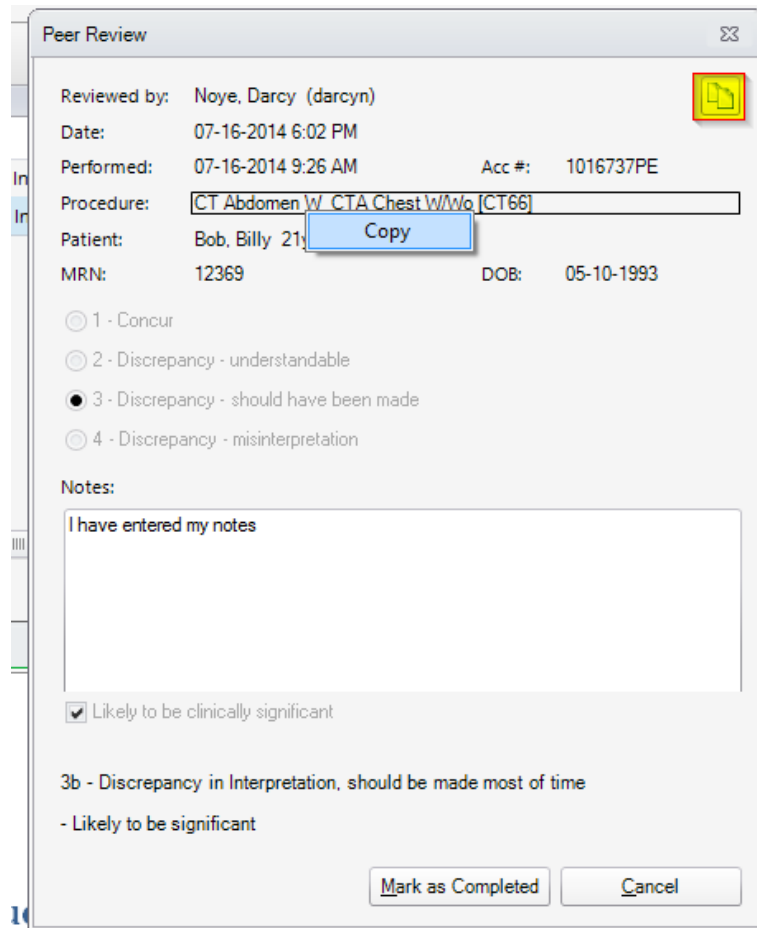 Peer Review
Reviewed by: Noye, Darcy (darcyn)
Date: 07-16-2014 6:02 PM
Performed: 07-16-2014 9:26 AM Acc #: 1016737PE
In
Procedure: CT Abdomen W CTA Chest W/Wo [CT66]
In
Copy
Patient: Bob, Billy 21y
MRN: 12369 DOB: 05-10-1993
1 - Concur
2 - Discrepancy - understandable
3 - Discrepancy - should have been made
4 - Discrepancy - misinterpretation
Notes:
I have entered my notes
Likely to be clinically significant
3b - Discrepancy in Interpretation, should be made most of time
- Likely to be significant
Mark as Completed Cancel